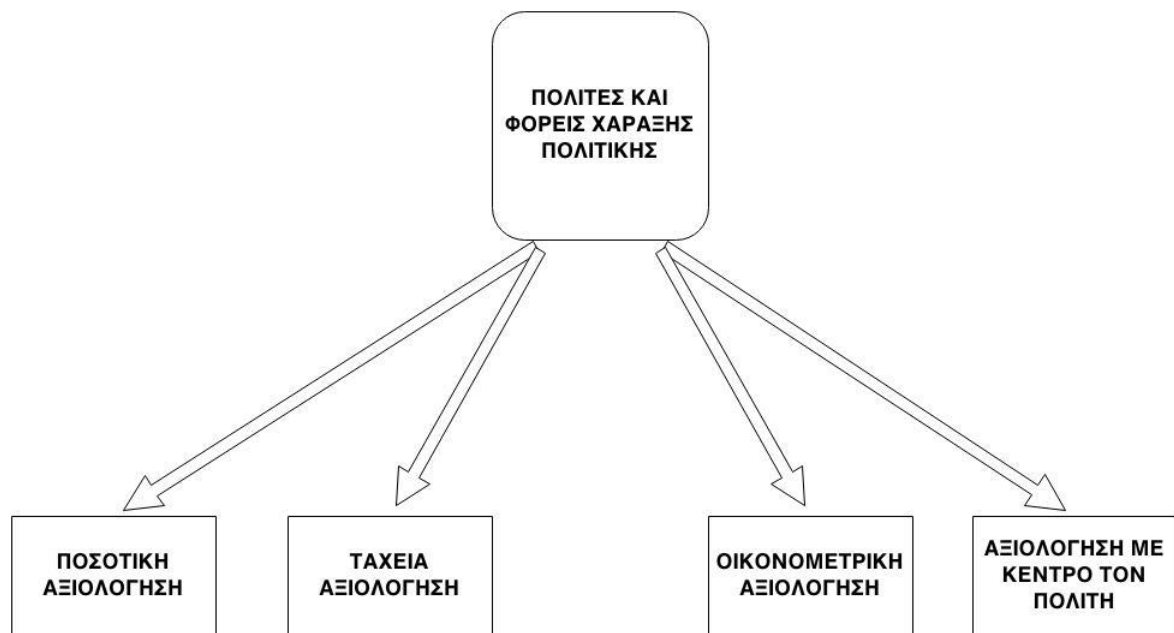 ΠΟΛΙΤΕΣ ΚΑΙ
ΦΟΡΕΙΣ ΧΑΡΑΞΗΣ
ΠΟΛΙΤΙΚΗΣ
ΠΟΣΟΤΙΚΗ
ΑΞΙΟΛΟΓΗΣΗ
ΤΑΧΕΙΑ
ΑΞΙΟΛΟΓΗΣΗ
ΟΙΚΟΝΟΜΕΤΡΙΚΗ
ΑΞΙΟΛΟΓΗΣΗ
ΑΞΙΟΛΟΓΗΣΗ ΜΕ
ΚΕΝΤΡΟ ΤΟΝ
ΠΟΛΙΤΗ